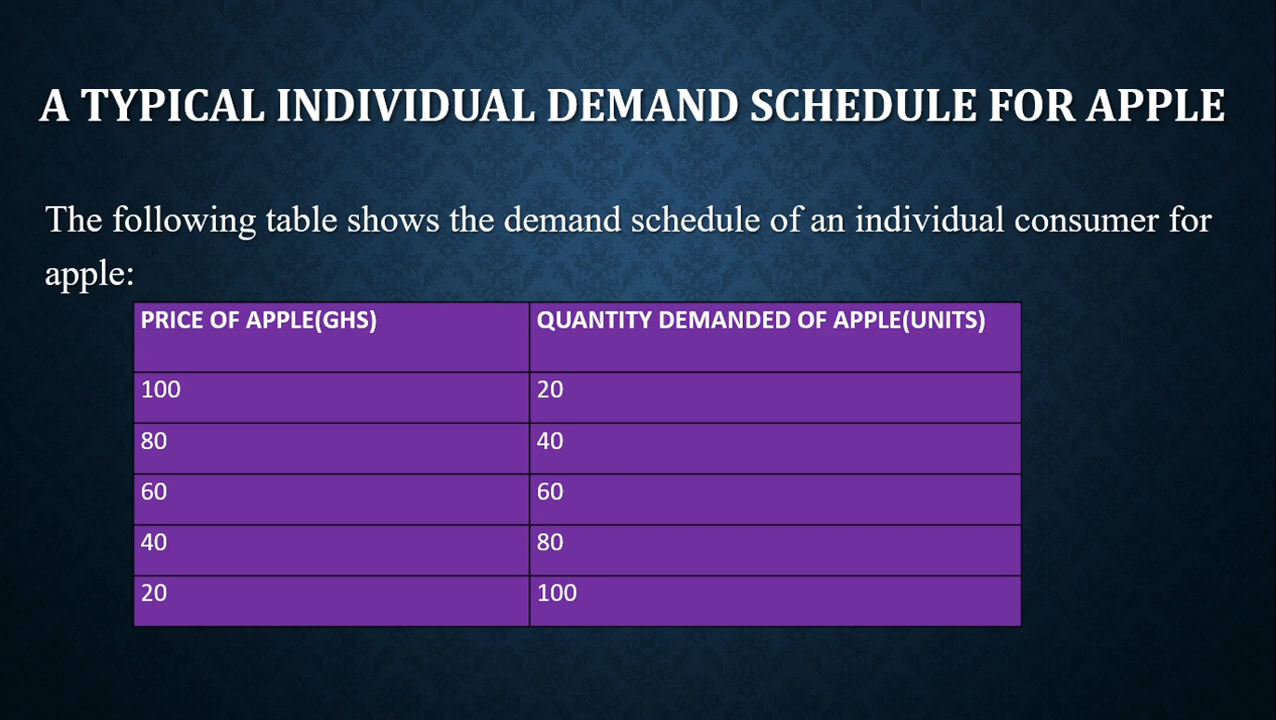 A TYPICAL INDIVIDUAL DEMAND SCHEDULE FOR APPLE
The following table shows the demand schedule of an individual consumer for
apple:
PRICE OF APPLE(GHS) QUANTITY DEMANDED OF APPLE(UNITS)
100 20
80 40
60 60
40 80
20 100